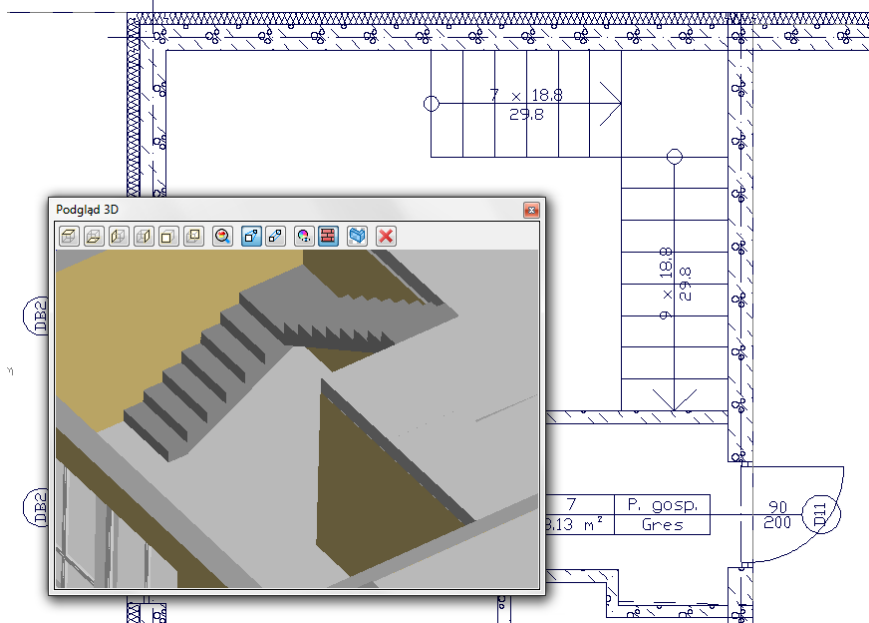 7 x 18.8
29.8
Podgląd 3D
9 x 18.8
29.8
DB2
DB2
7
P. gosp.
3.13 m²
Gres
90
200
D11